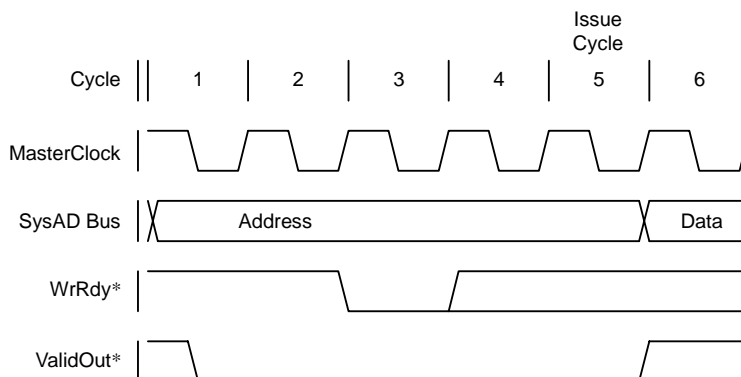 Issue
Cycle
Cycle 1 2 3 4 5 6
MasterClock
SysAD Bus Address Data
WrRdy*
ValidOut*